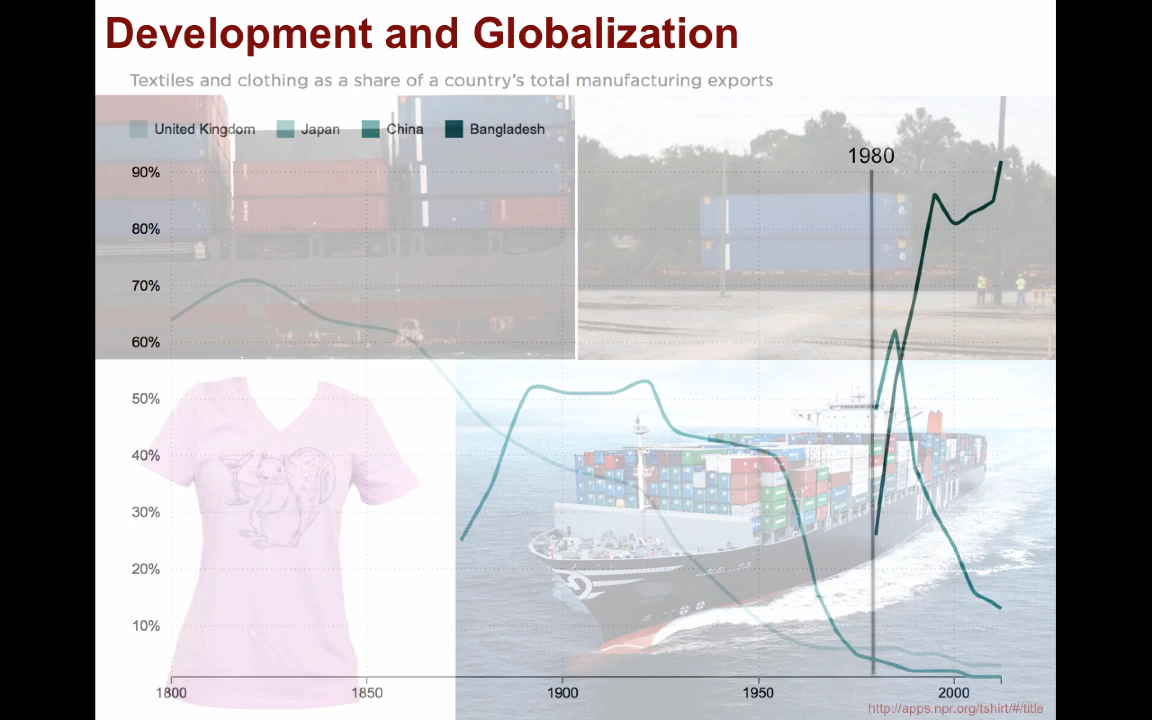 Development and Globalization
Textiles and clothing as a share of a country's total manufacturing exports
United Kingdom Japan China Bangladesh
1980
90%
80%
70%
60%
50%
40%
30%
20%
10%
1800 1850 1900 1950 2000
http://apps.npr.org/tshirt/#/title